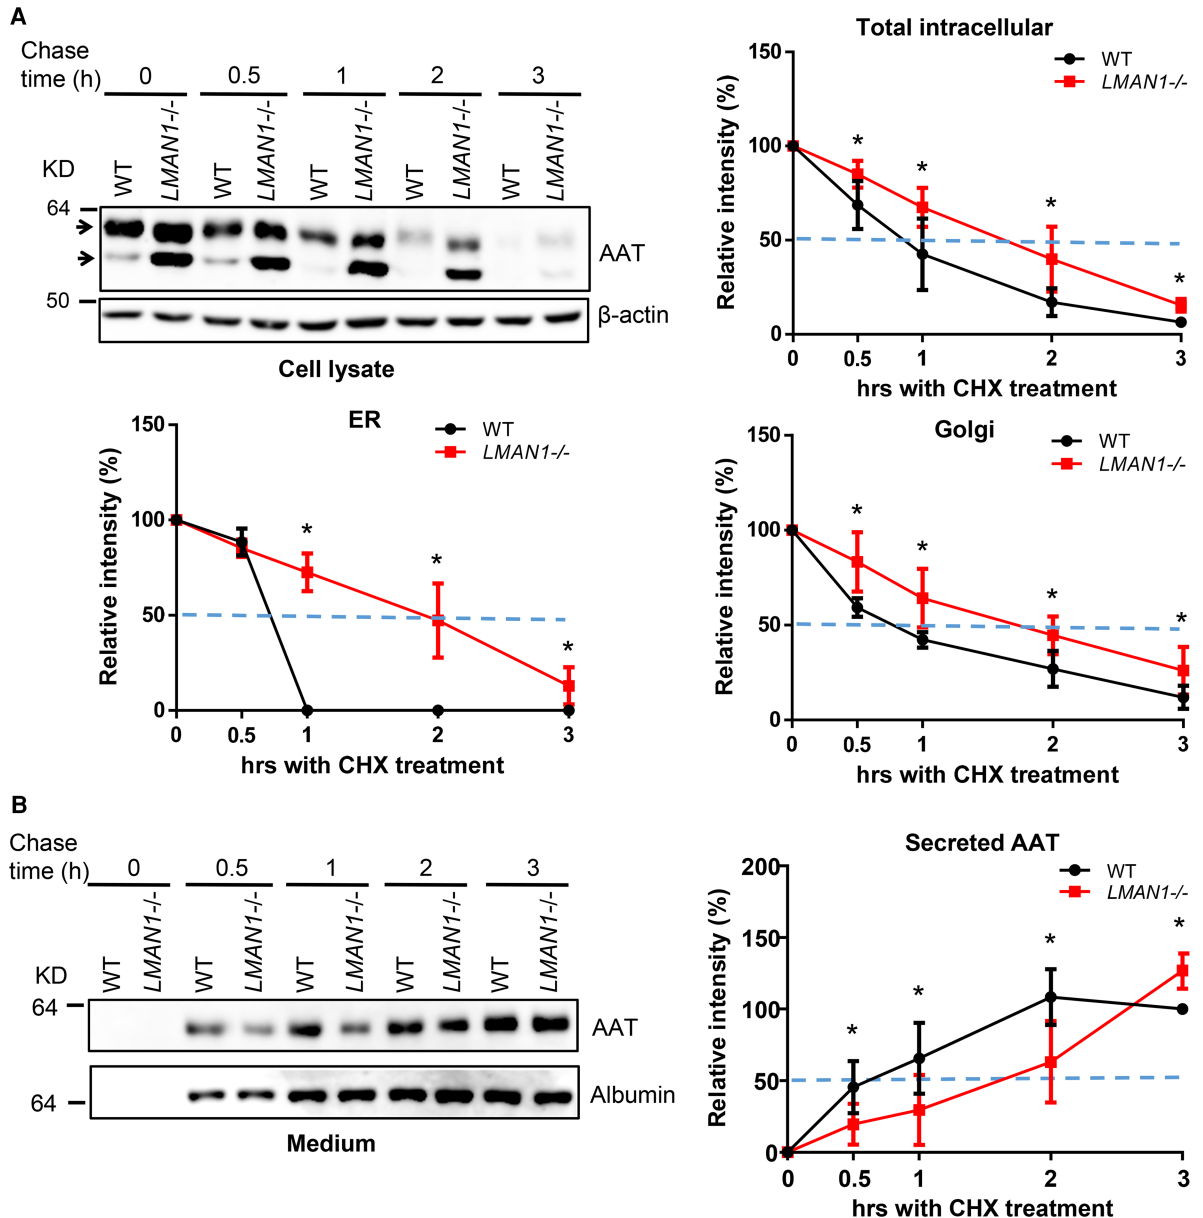 A
Chase
time (h)
0
0.5
1
2
3
KD
WT
LMAN1-/-
WT
LMAN1-/-
WT
LMAN1-/-
WT
LMAN1-/-
WT
LMAN1-/-
64
AAT
50
β-actin
Cell lysate
Total intracellular
WT
LMAN1-/-
Relative intensity (%)
150
100
50
0
*
*
*
*
0 0.5 1 2 3
hrs with CHX treatment
ER
WT
LMAN1-/-
Relative intensity (%)
150
100
50
0
*
*
*
0 0.5 1 2 3
hrs with CHX treatment
Golgi
WT
LMAN1-/-
Relative intensity (%)
150
100
50
0
*
*
*
*
0 0.5 1 2 3
hrs with CHX treatment
B
Chase
time (h)
0
0.5
1
2
3
KD
WT
LMAN1-/-
WT
LMAN1-/-
WT
LMAN1-/-
WT
LMAN1-/-
WT
LMAN1-/-
64
AAT
64
Albumin
Medium
Secreted AAT
WT
LMAN1-/-
Relative intensity (%)
200
150
100
50
0
*
*
*
*
0 0.5 1 2 3
hrs with CHX treatment